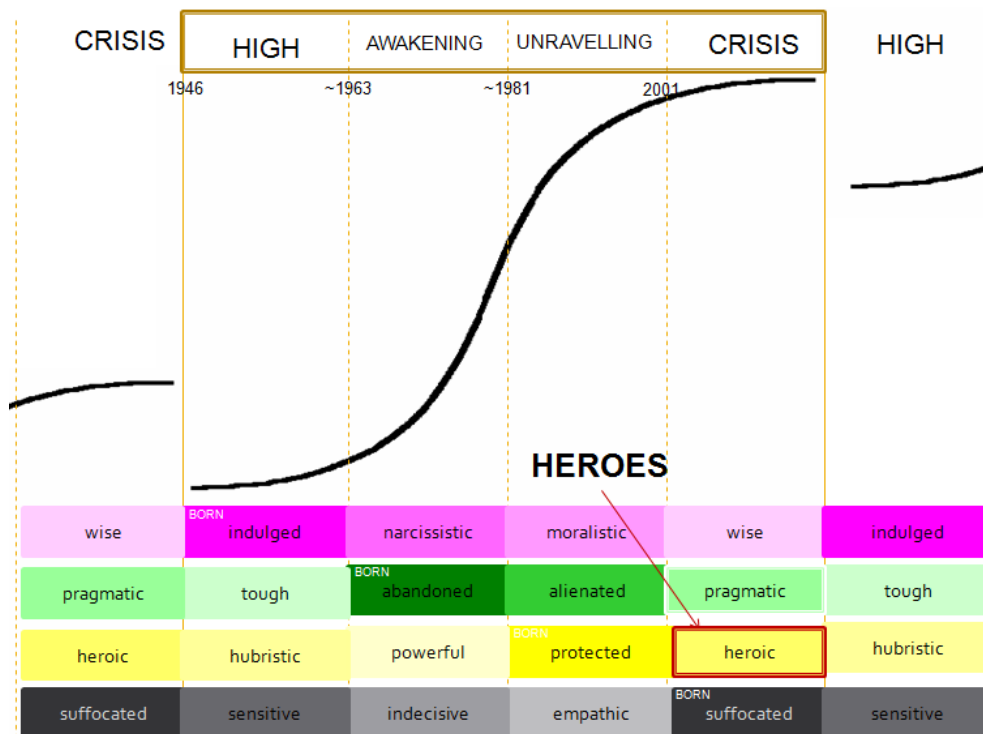 CRISIS HIGH AWAKENING UNRAVELLING CRISIS HIGH
1946 ~1963 ~1981 2001
HEROES
BORN
wise indulged narcissistic moralistic wise indulged
BORN
pragmatic tough abandoned alienated pragmatic tough
BORN
heroic hubristic powerful protected heroic hubristic
BORN
suffocated sensitive indecisive empathic suffocated sensitive